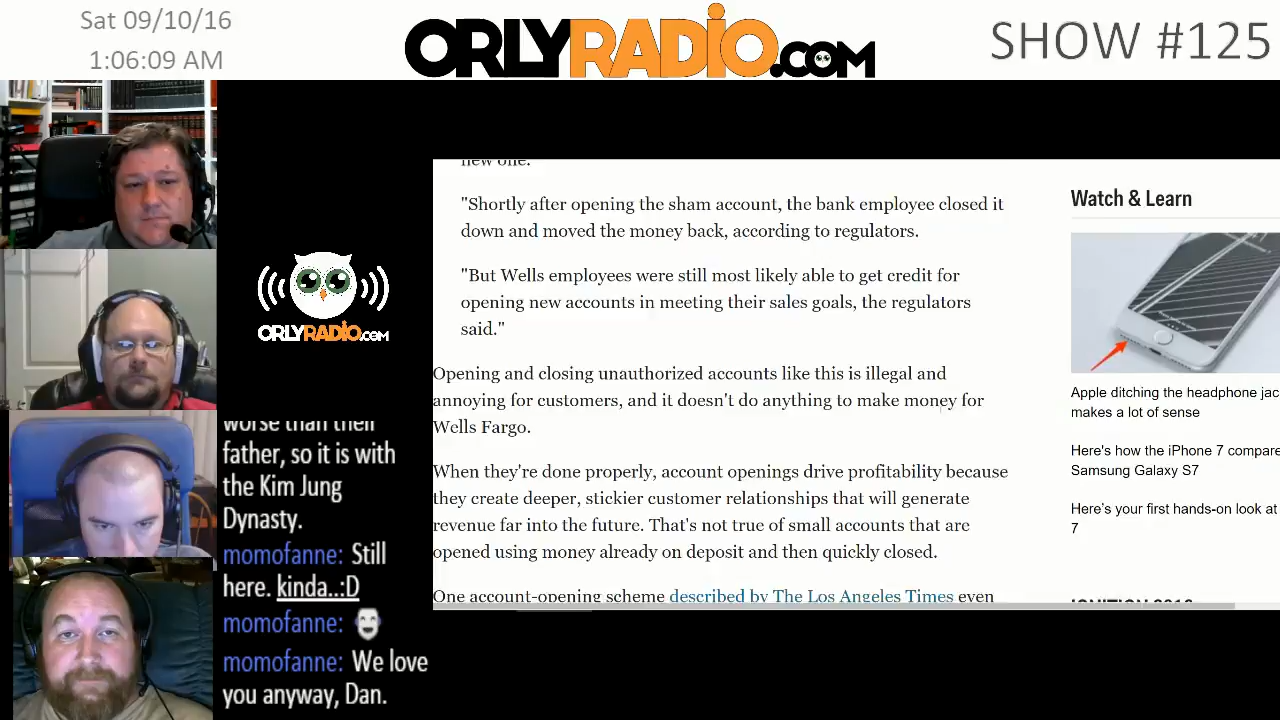 Sat 09/10/16
1:06:09 AM
ORLYRADIO.COM
SHOW #125
new one.
"Shortly after opening the sham account, the bank employee closed it
down and moved the money back, according to regulators.
"But Wells employees were still most likely able to get credit for
opening new accounts in meeting their sales goals, the regulators
said."
Opening and closing unauthorized accounts like this is illegal and
annoying for customers, and it doesn't do anything to make money for
Wells Fargo.
When they're done properly, account openings drive profitability because
they create deeper, stickier customer relationships that will generate
revenue far into the future. That's not true of small accounts that are
opened using money already on deposit and then quickly closed.
One account-opening scheme described by The Los Angeles Times even
Watch & Learn
Apple ditching the headphone jac
makes a lot of sense
Here's how the iPhone 7 compare
Samsung Galaxy S7
Here's your first hands-on look at
7
IGNITION 2016
ORLYRADIO.COM
worse than their
father, so it is with
the Kim Jung
Dynasty.
momofanne: Still
here. kinda..:D
momofanne:
momofanne: We love
you anyway, Dan.